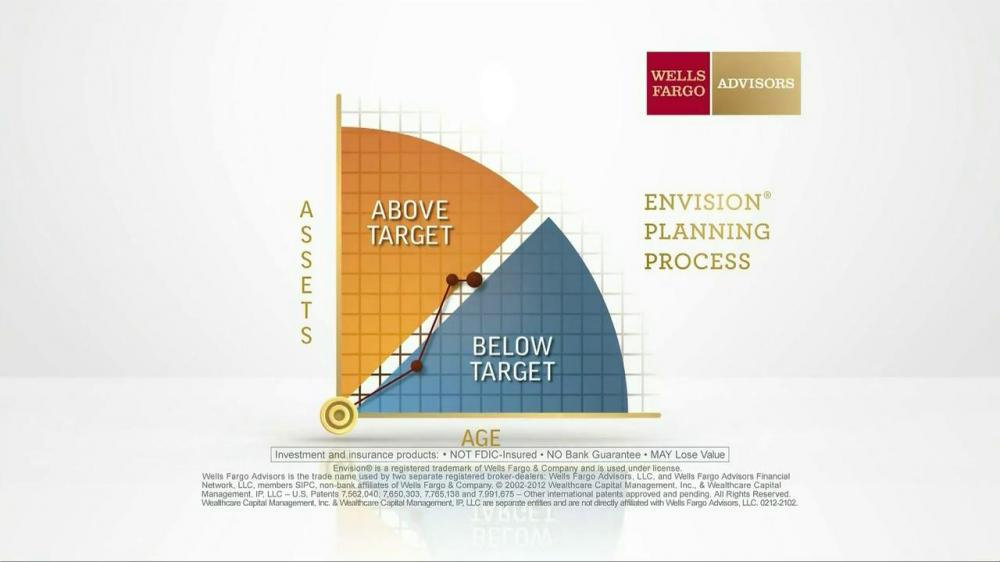 WELLS
FARGO
ADVISORS
ENVISION®
PLANNING
PROCESS
ASSETS
ABOVE
TARGET
BELOW
TARGET
AGE
Investment and insurance products: • NOT FDIC-Insured • NO Bank Guarantee • MAY Lose Value
Envision® is a registered trademark of Wells Fargo & Company and is used under license.
Wells Fargo Advisors is the trade name used by two separate registered broker-dealers: Wells Fargo Advisors, LLC, and Wells Fargo Advisors Financial
Network, LLC, members SIPC, non-bank affiliates of Wells Fargo & Company. © 2002-2012 Wealthcare Capital Management, Inc., & Wealthcare Capital
Management, IP, LLC – U.S. Patents 7,562,040, 7,650,303, 7,765,138 and 7,991,675 – Other international patents approved and pending. All Rights Reserved.
Wealthcare Capital Management, Inc. & Wealthcare Capital Management, IP, LLC are separate entities and are not directly affiliated with Wells Fargo Advisors, LLC. 0212-2102.